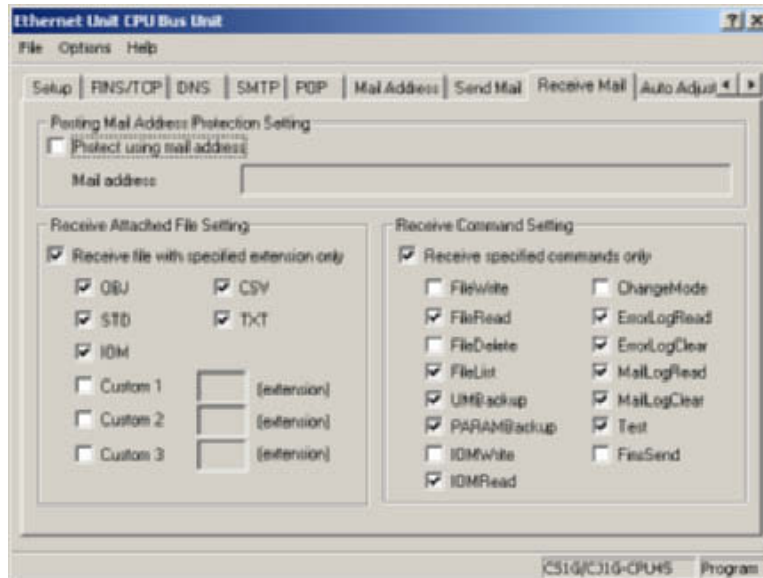 Ethernet Unit CPU Bus Unit
File Options Help
Setup FINS/TCP DNS SMTP POP Mail Address Send Mail Receive Mail Auto Adjust
Posting Mail Address Protection Setting
Protect using mail address
Mail address
Receive Attached File Setting
Receive file with specified extension only
OBJ CSV
STD TXT
IOM
Custom 1 (extension)
Custom 2 (extension)
Custom 3 (extension)
Receive Command Setting
Receive specified commands only
FileWrite ChangeMode
FileRead ErrorLogRead
FileDelete ErrorLogClear
FileList MailLogRead
UMBackup MailLogClear
PARAMBackup Test
IOMWrite FinsSend
IOMRead
CS1G/CJ1G-CPU45 Program